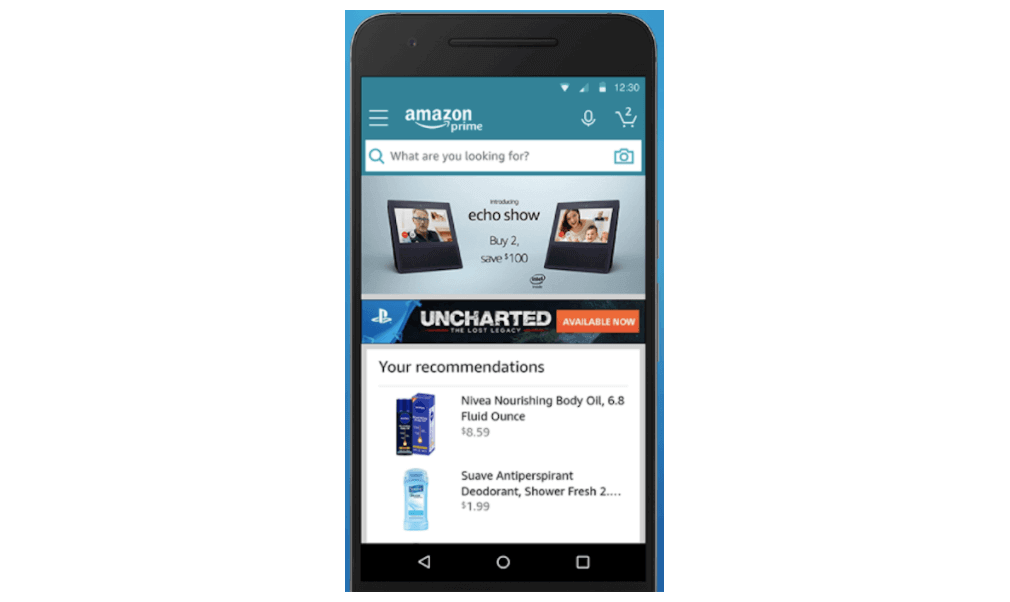 12:30
amazon
prime
2
What are you looking for?
introducing
echo show
Buy 2,
save $100
intel
inside
UNCHARTED
THE LOST LEGACY
AVAILABLE NOW
Your recommendations
Nivea Nourishing Body Oil, 6.8
Fluid Ounce
$8.59
Suave Antiperspirant
Deodorant, Shower Fresh 2....
$1.99